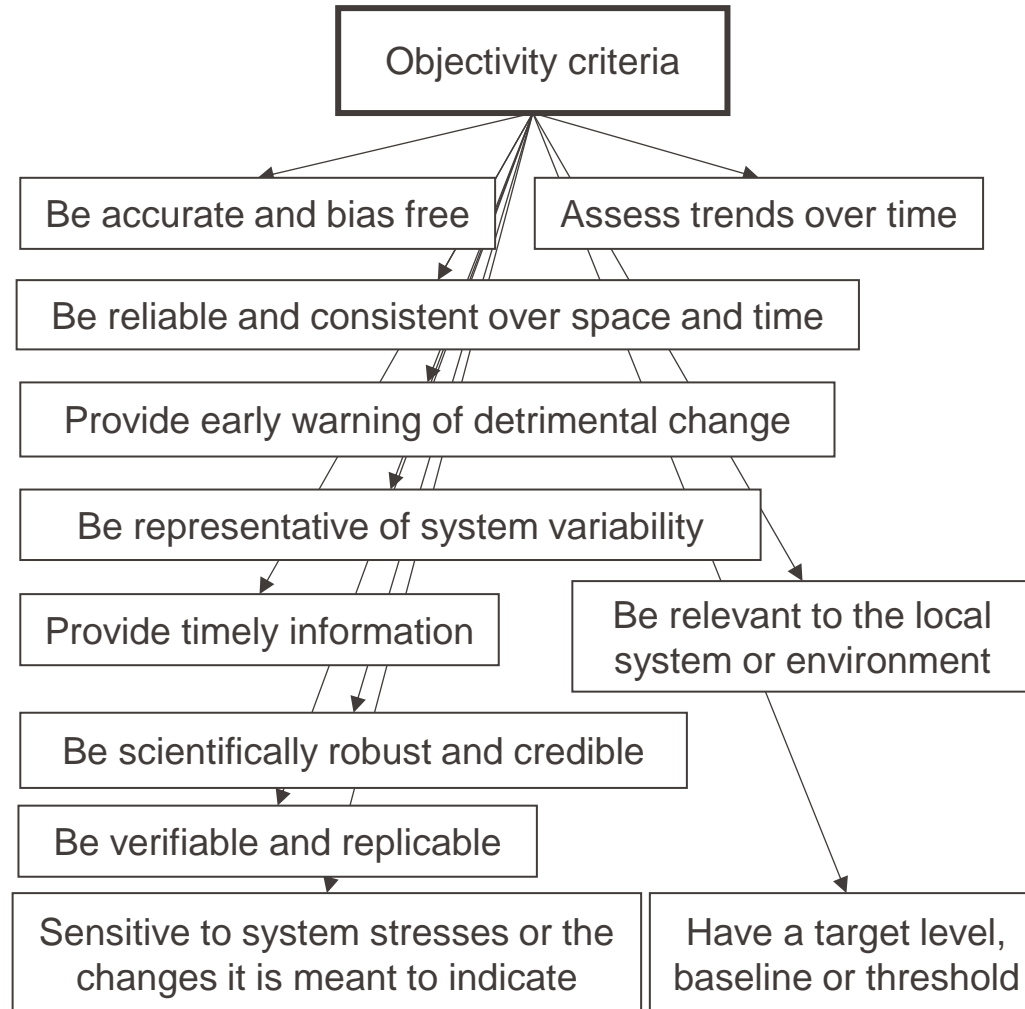 Objectivity criteria
Be accurate and bias free
Assess trends over time
Be reliable and consistent over space and time
Provide early warning of detrimental change
Be representative of system variability
Provide timely information
Be relevant to the local
system or environment
Be scientifically robust and credible
Be verifiable and replicable
Sensitive to system stresses or the
changes it is meant to indicate
Have a target level,
baseline or threshold